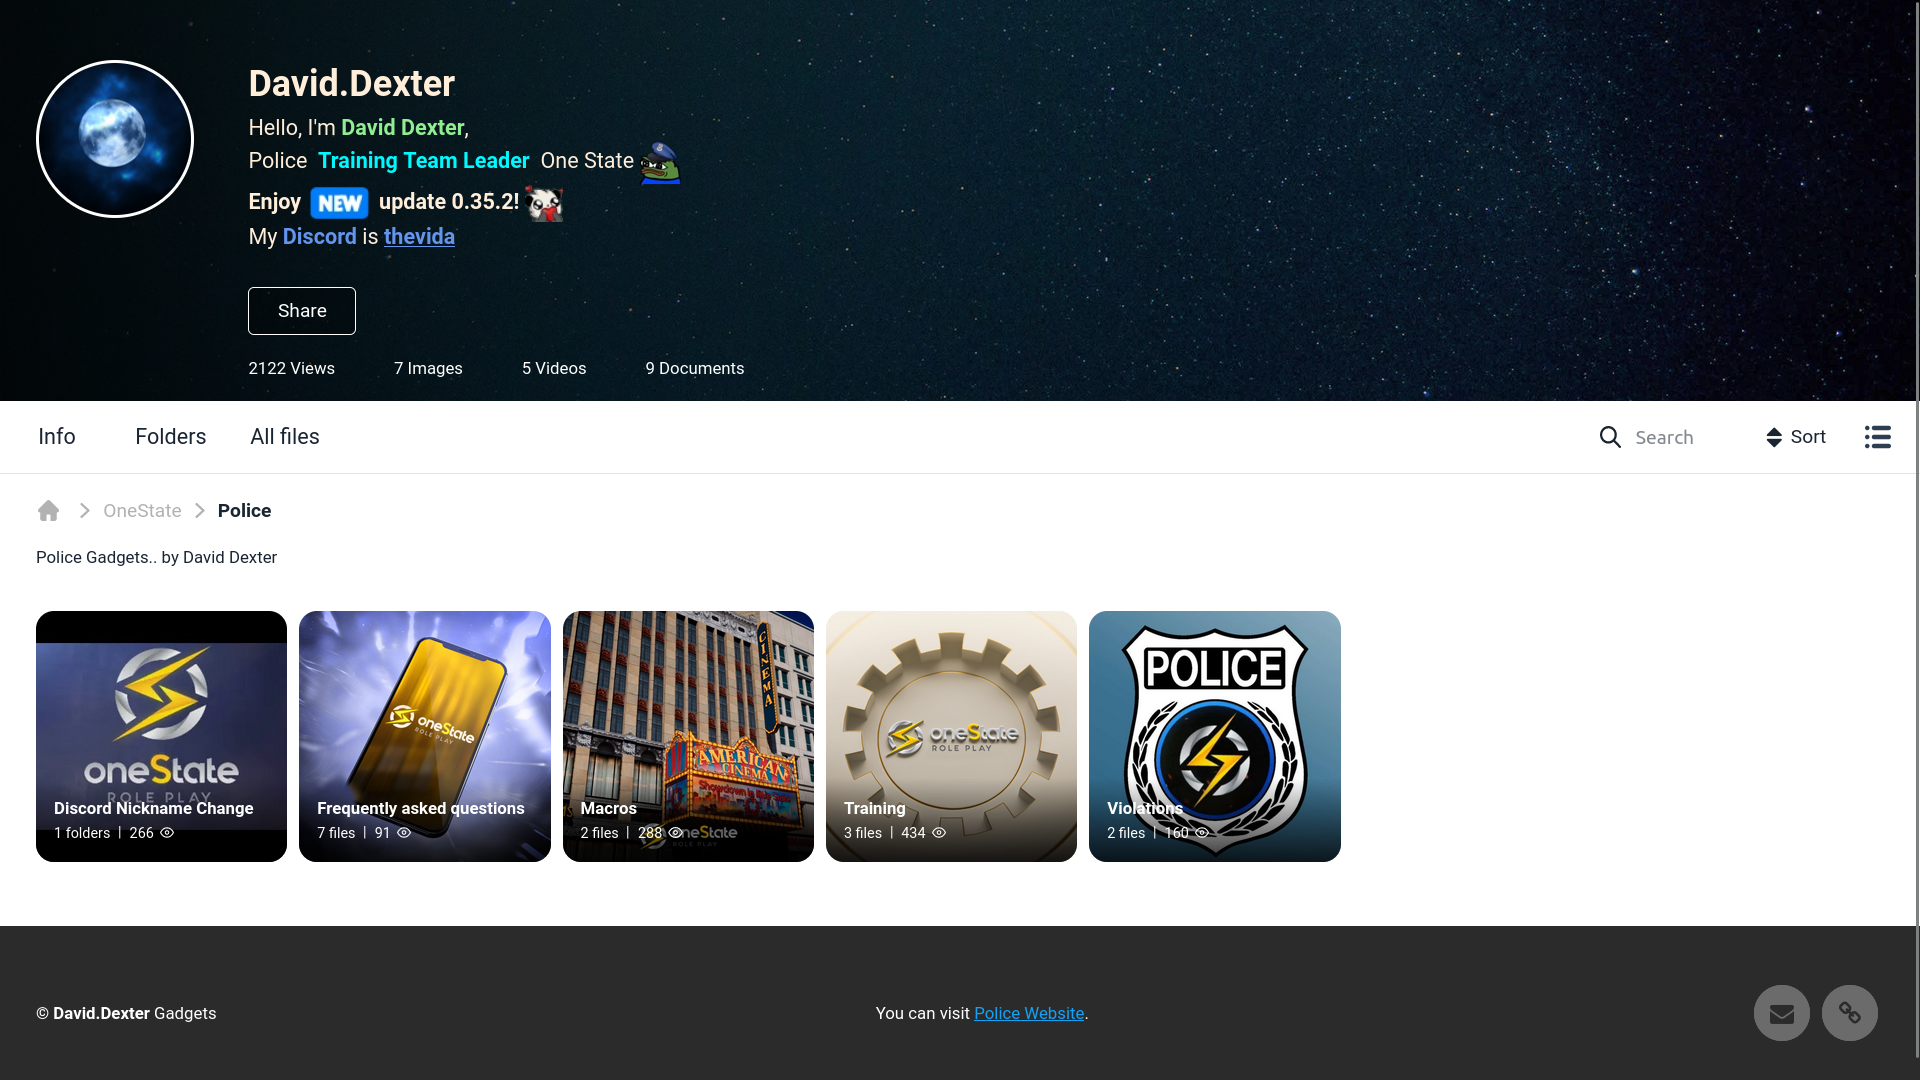 David.Dexter
Hello, I'm David Dexter,
Police Training Team Leader One State
Enjoy NEW update 0.35.2!
My Discord is thevida
Share
2122 Views 7 Images 5 Videos 9 Documents
Info Folders All files Search Sort
OneState Police
Police Gadgets.. by David Dexter
oneState
ROLE PLAY
Discord Nickname Change
1 folders | 266
oneState
ROLE PLAY
Frequently asked questions
7 files | 91
CINEMA
AMERICAN
CINEMA
oneState
ROLE PLAY
Macros
2 files | 288
oneState
ROLE PLAY
Training
3 files | 434
POLICE
Violations
2 files | 160
© David.Dexter Gadgets
You can visit Police Website.